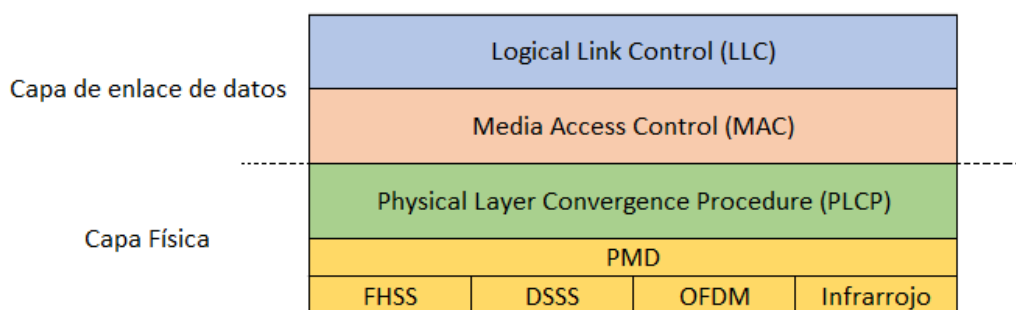 Logical Link Control (LLC)
Capa de enlace de datos
Media Access Control (MAC)
Physical Layer Convergence Procedure (PLCP)
Capa Física
PMD
FHSS DSSS OFDM Infrarrojo